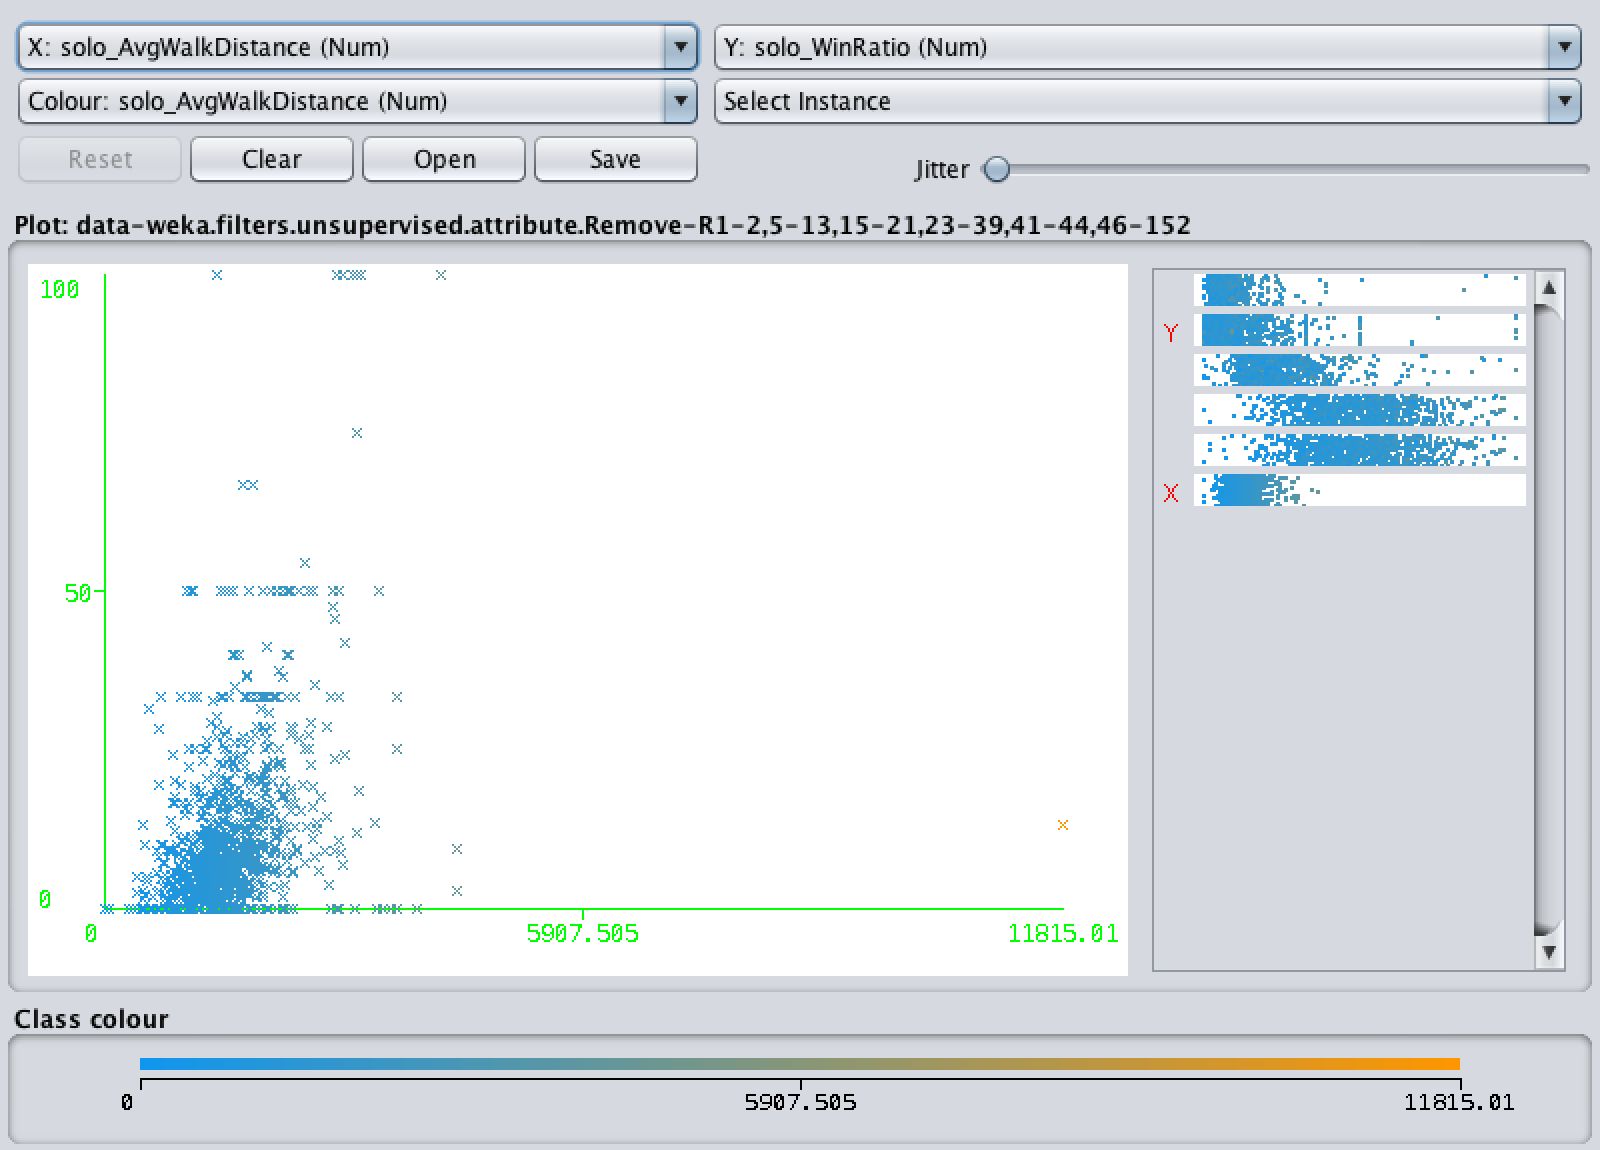 X: solo_AvgWalkDistance (Num)
Y: solo_WinRatio (Num)
Colour: solo_AvgWalkDistance (Num)
Select Instance
Reset
Clear
Open
Save
Jitter
Plot: data-weka.filters.unsupervised.attribute.Remove-R1-2,5-13,15-21,23-39,41-44,46-152
100
50
0
0
5907.505
11815.01
Y
X
Class colour
0
5907.505
11815.01